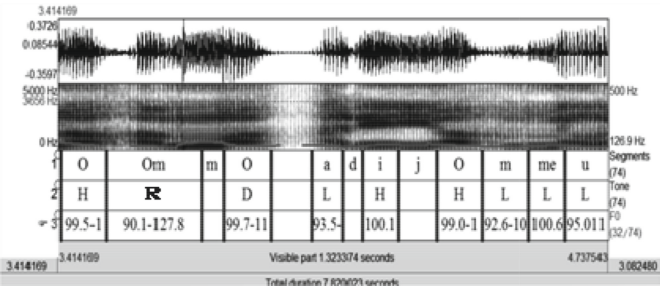 3.414169
0.3726
0.08544
-0.3597
5000 Hz 500 Hz
3656 Hz
0 Hz 126.9 Hz
1 O Om m O a d i j O m me u Segments (74)
2 H R D L H H L L L Tone (74)
3 99.5-1 90.1-127.8 99.7-11 93.5- 100.1 99.0-1 92.6-10 100.6 95.011 F0 (32/74)
3.414169 Visible part 1.323374 seconds 4.737543
3.414169 3.082480
Total duration 7.820023 seconds